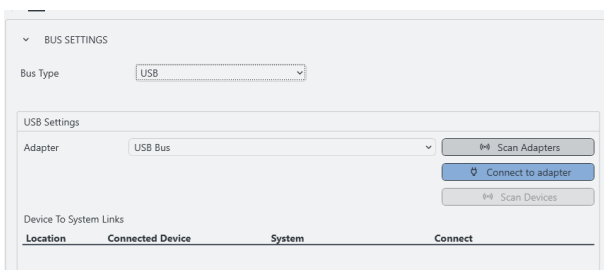 BUS SETTINGS
Bus Type USB
USB Settings
Adapter USB Bus Scan Adapters
Connect to adapter
Scan Devices
Device To System Links
Location Connected Device System Connect